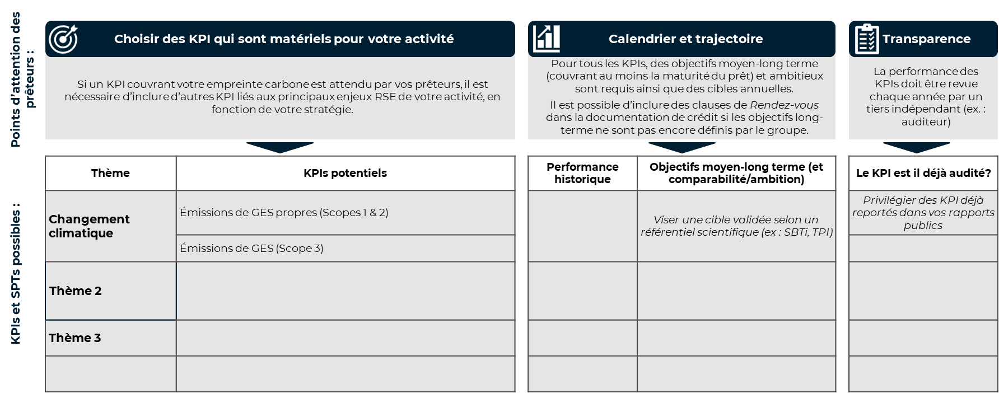 Points d’attention des
prêteurs :
Choisir des KPI qui sont matériels pour votre activité
Si un KPI couvrant votre empreinte carbone est attendu par vos prêteurs, il est
nécessaire d’inclure d’autres KPI liés aux principaux enjeux RSE de votre activité, en
fonction de votre stratégie.
Calendrier et trajectoire
Pour tous les KPIs, des objectifs moyen-long terme
(couvrant au moins la maturité du prêt) et ambitieux
sont requis ainsi que des cibles annuelles.
Il est possible d’inclure des clauses de Rendez-vous
dans la documentation de crédit si les objectifs long-
terme ne sont pas encore définis par le groupe.
Transparence
La performance des
KPIs doit être revue
chaque année par un
tiers indépendant (ex. :
auditeur)
KPIs et SPTs possibles :
Thème
KPIs potentiels
Performance
historique
Objectifs moyen-long terme (et
comparabilité/ambition)
Le KPI est il déjà audité?
Changement
climatique
Émissions de GES propres (Scopes 1 & 2)
Émissions de GES (Scope 3)
Viser une cible validée selon un
référentiel scientifique (ex : SBTi, TPI)
Privilégier des KPI déjà
reportés dans vos rapports
publics
Thème 2
Thème 3